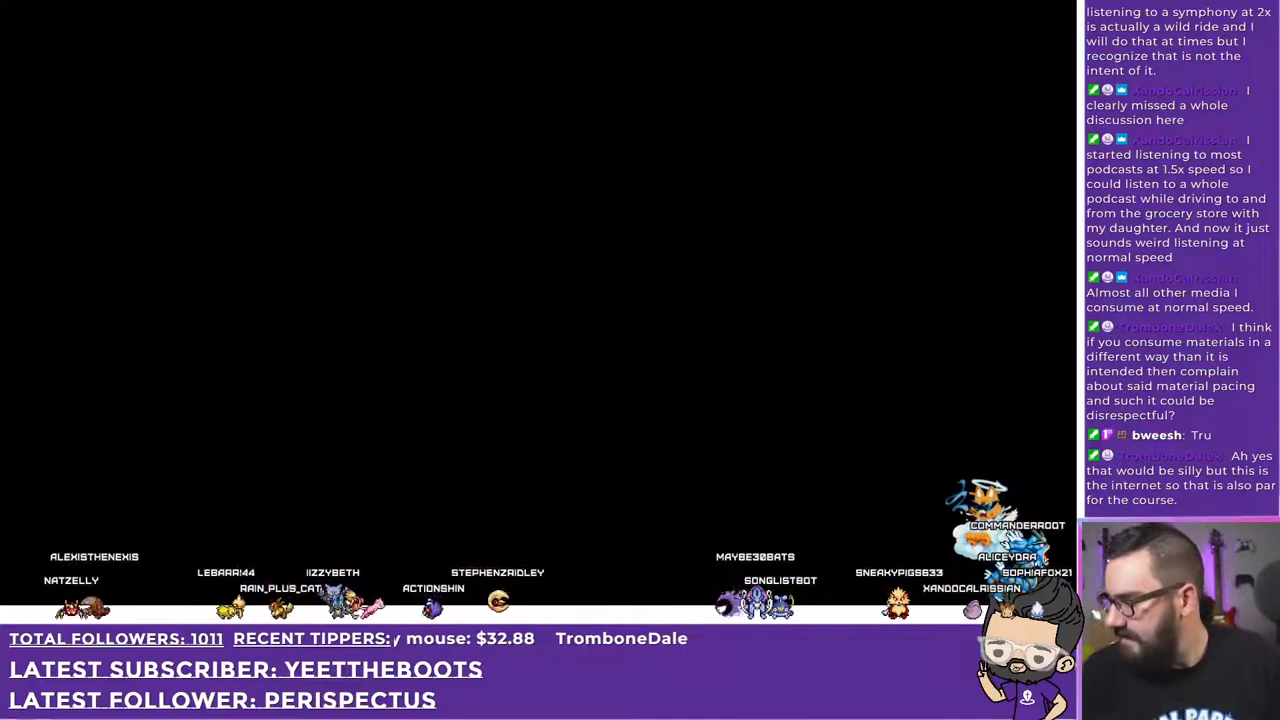 listening to a symphony at 2x
is actually a wild ride and I
will do that at times but I
recognize that is not the
intent of it.
XandoCalrissian I
clearly missed a whole
discussion here
XandoCalrissian I
started listening to most
podcasts at 1.5x speed so I
could listen to a whole
podcast while driving to and
from the grocery store with
my daughter. And now it just
sounds weird listening at
normal speed
XandoCalrissian
Almost all other media I
consume at normal speed.
TromboneDalek I think
if you consume materials in a
different way than it is
intended then complain
about said material pacing
and such it could be
disrespectful?
bweesh: Tru
TromboneDalek Ah yes
that would be silly but this is
the internet so that is also par
for the course.
COMMANDERROOT
ALEXISTHENEXIS
MAYBE30BATS
ALICEYDRA
LEBARR!44
IIZZYBETH
STEPHENZRIDLEY
SNEAKYPIGS633
SOPHIAFOX21
NATZELLY
RAIN_PLUS_CAT
ACTIONSHIN
SONGLISTBOT
XANDOCALRISSIAN
TOTAL FOLLOWERS: 1011 RECENT TIPPERS: y mouse: $32.88 TromboneDale
LATEST SUBSCRIBER: YEETTHEBOOTS
LATEST FOLLOWER: PERISPECTUS